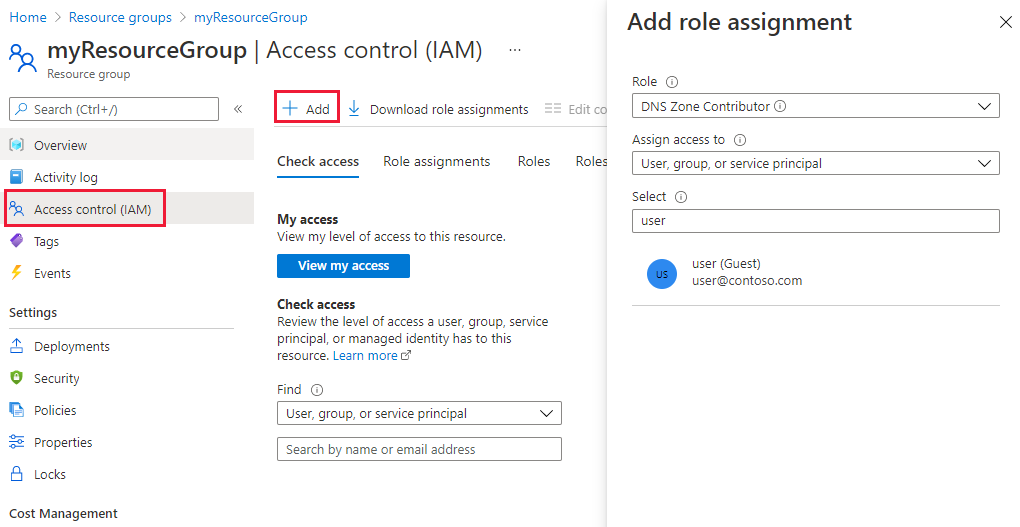 Home > Resource groups > myResourceGroup
myResourceGroup | Access control (IAM) ...
Resource group
Search (Ctrl+/)
«
Overview
Activity log
Access control (IAM)
Tags
Events
Settings
Deployments
Security
Policies
Properties
Locks
Cost Management
+ Add
Download role assignments
Edit co
Check access
Role assignments
Roles
Roles
My access
View my level of access to this resource.
View my access
Check access
Review the level of access a user, group, service
principal, or managed identity has to this
resource. Learn more
Find
User, group, or service principal
Search by name or email address
Add role assignment
Role
DNS Zone Contributor
Assign access to
User, group, or service principal
Select
user
US
user (Guest)
user@contoso.com